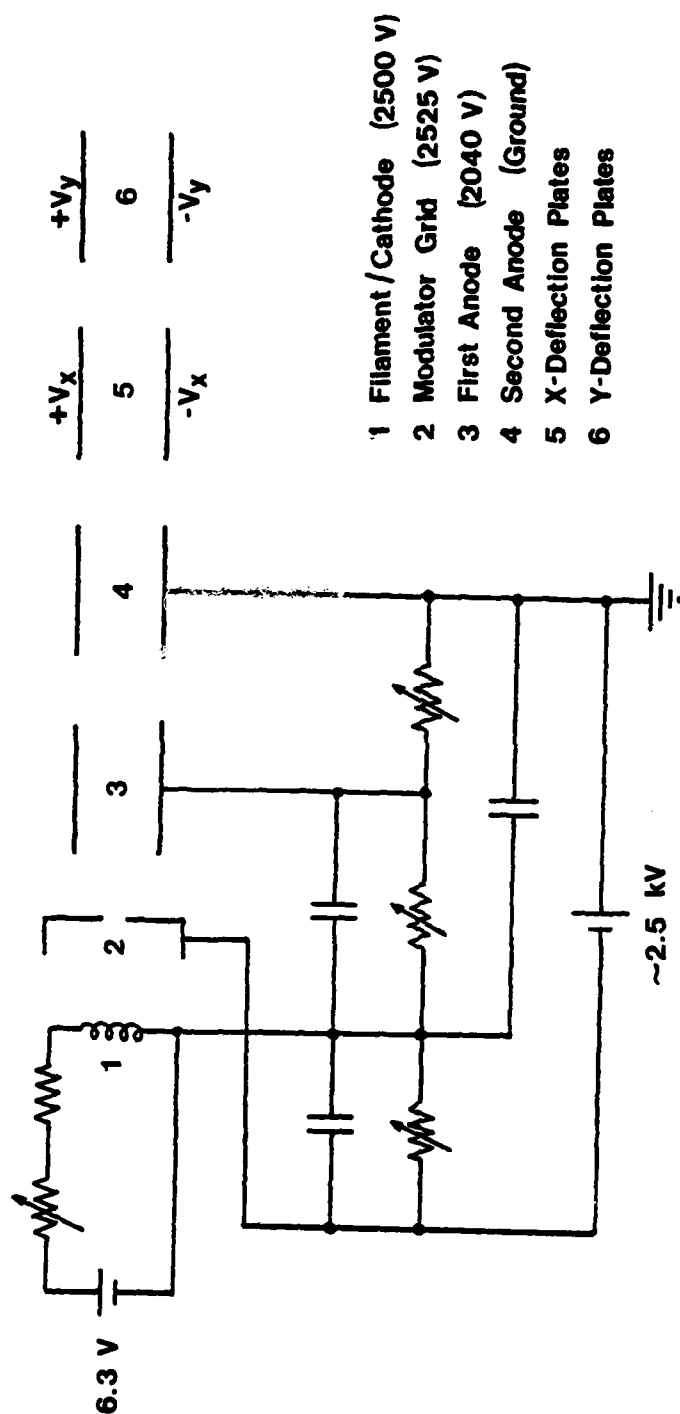 6.3 V
1
2
3
4
+Vx
5
-Vx
+Vy
6
-Vy
~2.5 kV
1 Filament/Cathode (2500 V)
2 Modulator Grid (2525 V)
3 First Anode (2040 V)
4 Second Anode (Ground)
5 X-Deflection Plates
6 Y-Deflection Plates